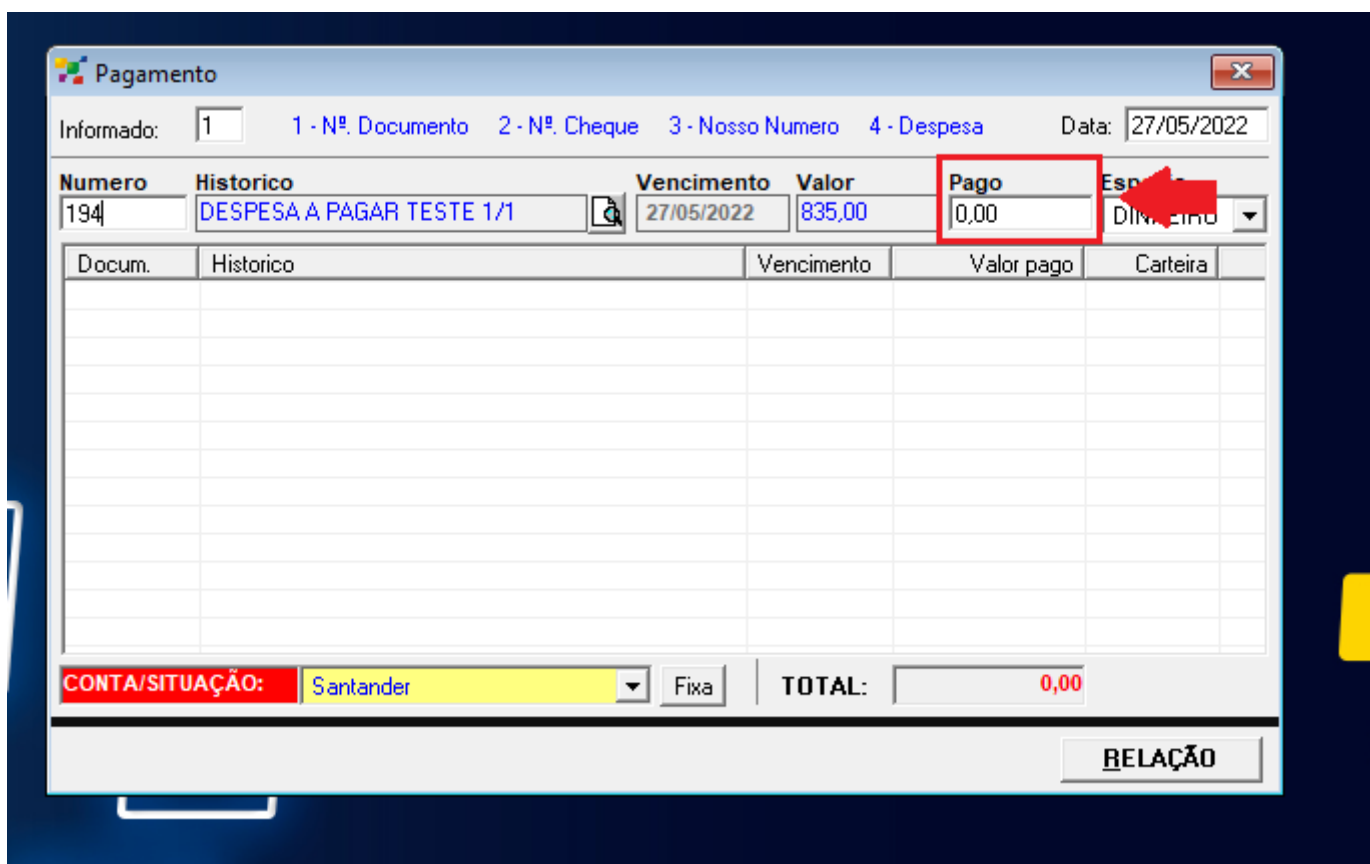 Pagamento
Informado: 1 1 - Nº. Documento 2 - Nº. Cheque 3 - Nosso Numero 4 - Despesa Data: 27/05/2022
Numero Historico Vencimento Valor Pago
194 DESPESA A PAGAR TESTE 1/1 27/05/2022 835,00 0,00 DINHEIRO
Docum. Historico Vencimento Valor pago Carteira
CONTA/SITUAÇÃO: Santander Fixa TOTAL: 0,00
RELAÇÃO